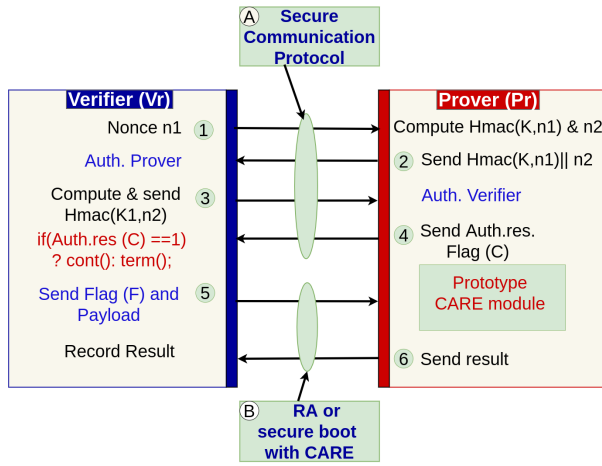 A Secure
Communication
Protocol
Verifier (Vr)
Nonce n1 1
Auth. Prover
Compute & send 3
Hmac(K1,n2)
if(Auth.res (C) ==1)
? cont(): term();
Send Flag (F) and 5
Payload
Record Result
Prover (Pr)
Compute Hmac(K,n1) & n2
2 Send Hmac(K,n1)|| n2
Auth. Verifier
4 Send Auth.res.
Flag (C)
Prototype
CARE module
6 Send result
B RA or
secure boot
with CARE